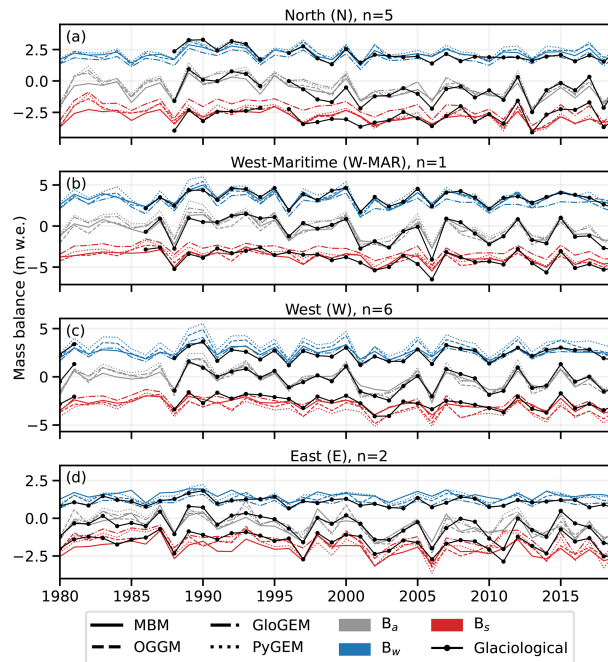 North (N), n=5
(a)
2.5
0.0
−2.5
West-Maritime (W-MAR), n=1
(b)
5
0
−5
West (W), n=6
(c)
5
0
−5
East (E), n=2
(d)
2.5
0.0
−2.5
Mass balance (m w.e.)
1980 1985 1990 1995 2000 2005 2010 2015
MBM GloGEM Ba Bs
OGGM PyGEM Bw Glaciological